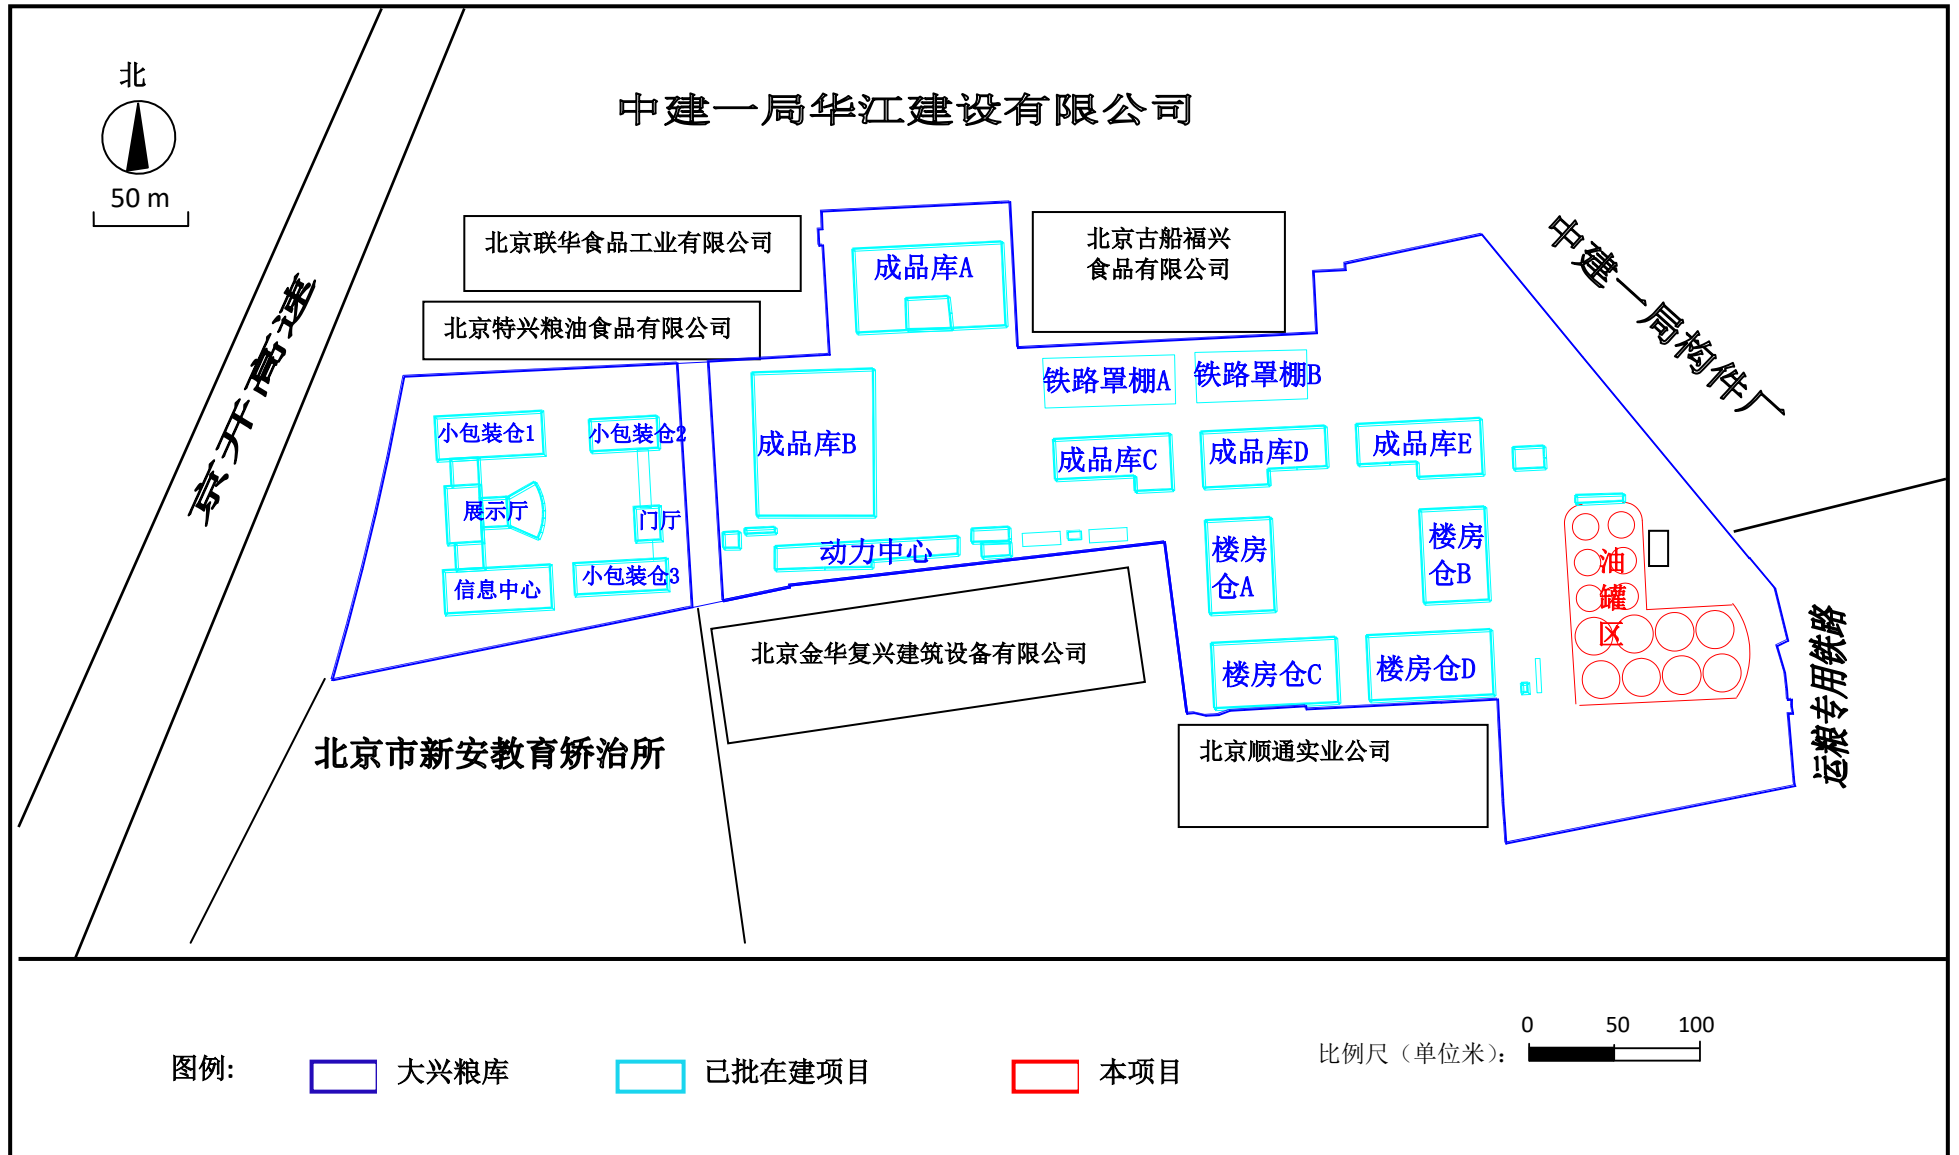 北
50 m
中建一局华江建设有限公司
京开高速
北京联华食品工业有限公司
北京特兴粮油食品有限公司
成品库A
北京古船福兴
食品有限公司
中建一局构件厂
铁路罩棚A
铁路罩棚B
小包装仓1
小包装仓2
成品库B
成品库C
成品库D
成品库E
展示厅
门厅
动力中心
楼房
仓A
楼房
仓B
油
罐
区
信息中心
小包装仓3
北京金华复兴建筑设备有限公司
楼房仓C
楼房仓D
运粮专用铁路
北京市新安教育矫治所
北京顺通实业公司
图例:
大兴粮库
已批在建项目
本项目
比例尺（单位米）：
0 50 100